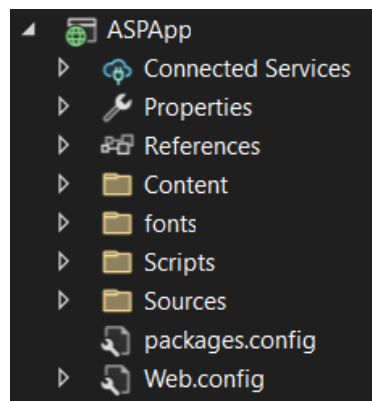 ASPApp
Connected Services
Properties
References
Content
fonts
Scripts
Sources
packages.config
Web.config